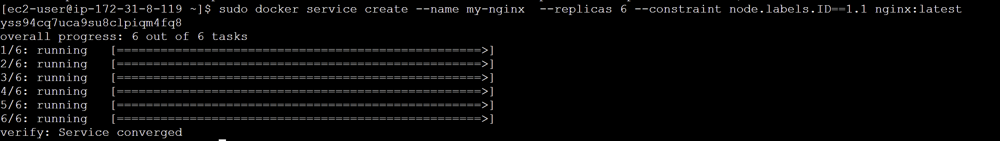 [ec2-user@ip-172-31-8-119 ~]$ sudo docker service create --name my-nginx  --replicas 6 --constraint node.labels.ID==1.1 nginx:latest
yss94cq7uca9su8clpiqm4fq8
overall progress: 6 out of 6 tasks
1/6: running   [==================================================>]
2/6: running   [==================================================>]
3/6: running   [==================================================>]
4/6: running   [==================================================>]
5/6: running   [==================================================>]
6/6: running   [==================================================>]
verify: Service converged